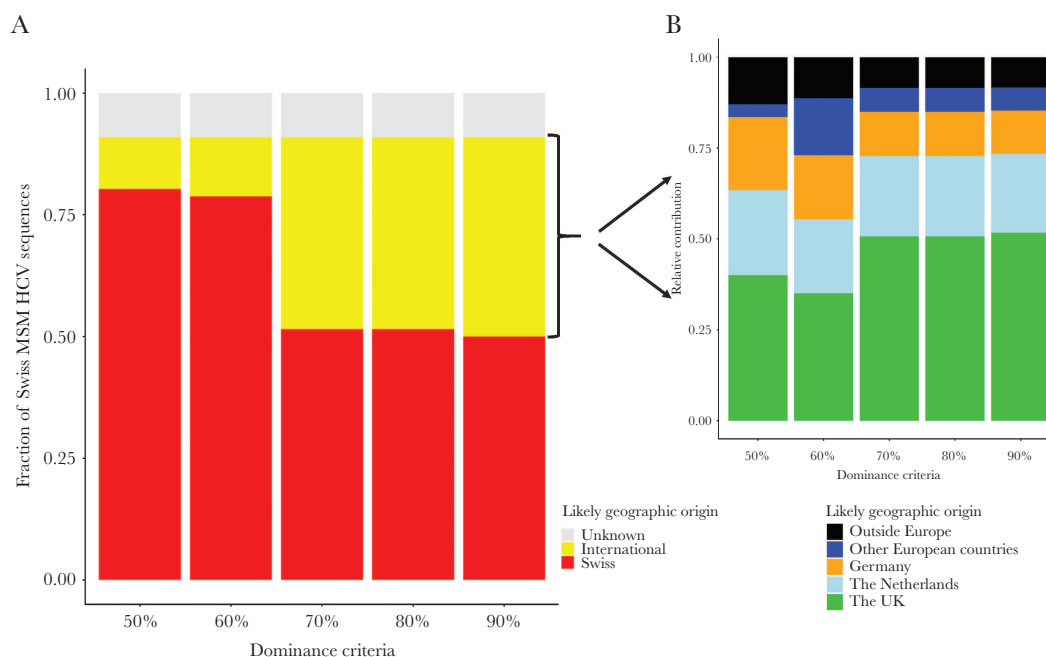 A
Fraction of Swiss MSM HCV sequences
1.00
0.75
0.50
0.25
0.00
50%
60%
70%
80%
90%
Dominance criteria
Likely geographic origin
Unknown
International
Swiss
B
Relative contribution
1.00
0.75
0.50
0.25
0.00
50%
60%
70%
80%
90%
Dominance criteria
Likely geographic origin
Outside Europe
Other European countries
Germany
The Netherlands
The UK